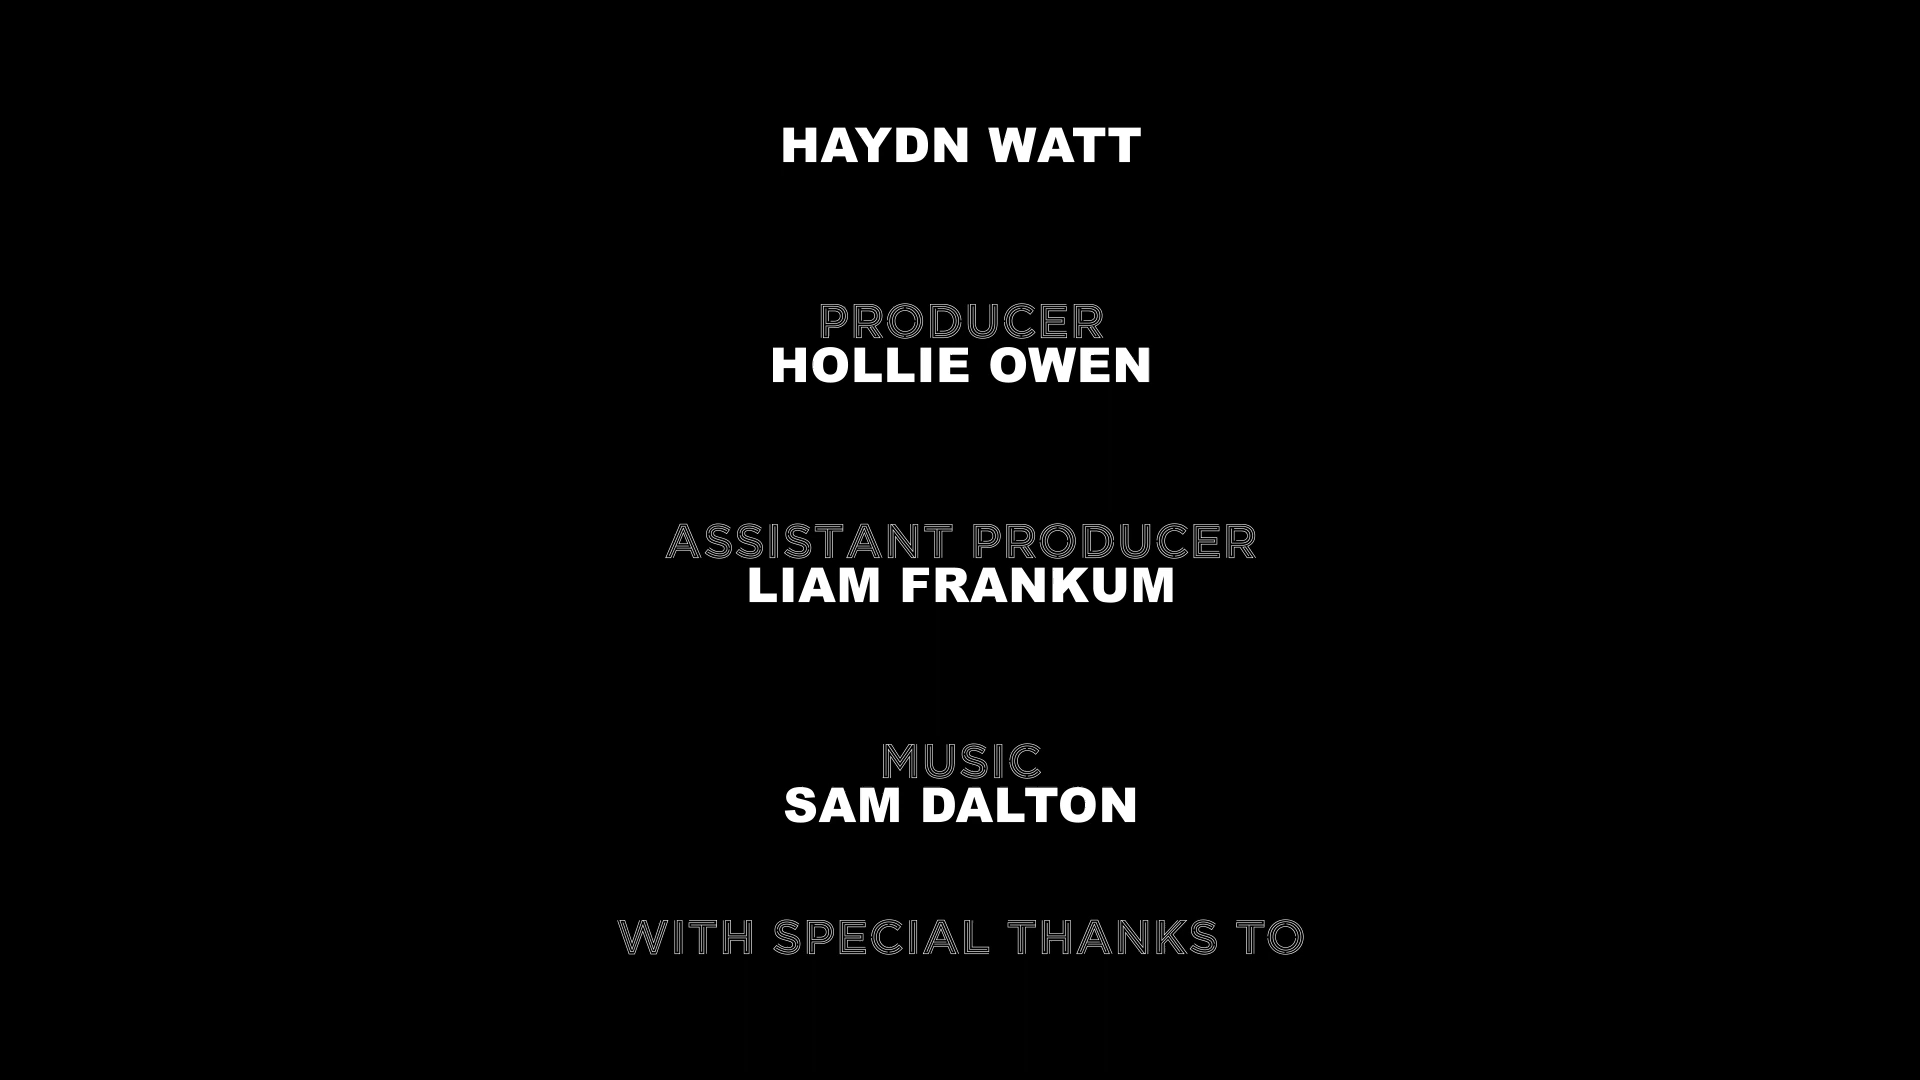 HAYDN WATT
PRODUCER
HOLLIE OWEN
ASSISTANT PRODUCER
LIAM FRANKUM
MUSIC
SAM DALTON
WITH SPECIAL THANKS TO